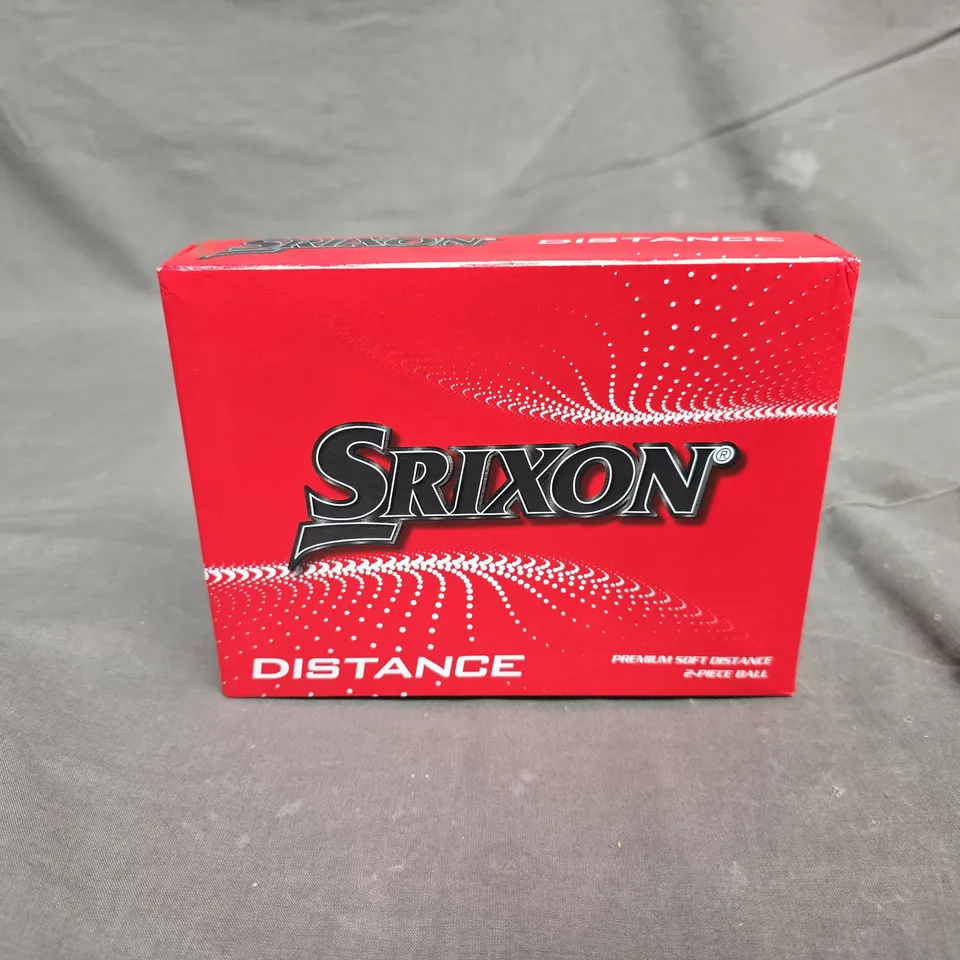 SRIXON DISTANCE
SRIXON®
DISTANCE
PREMIUM SOFT DISTANCE
2-PIECE BALL